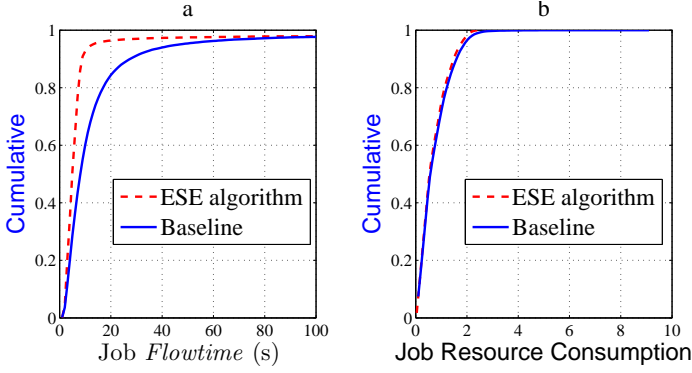 a
1
0.8
0.6
0.4
0.2
0
Cumulative
ESE algorithm
Baseline
0 20 40 60 80 100
Job Flowtime (s)
b
1
0.8
0.6
0.4
0.2
0
Cumulative
ESE algorithm
Baseline
0 2 4 6 8 10
Job Resource Consumption